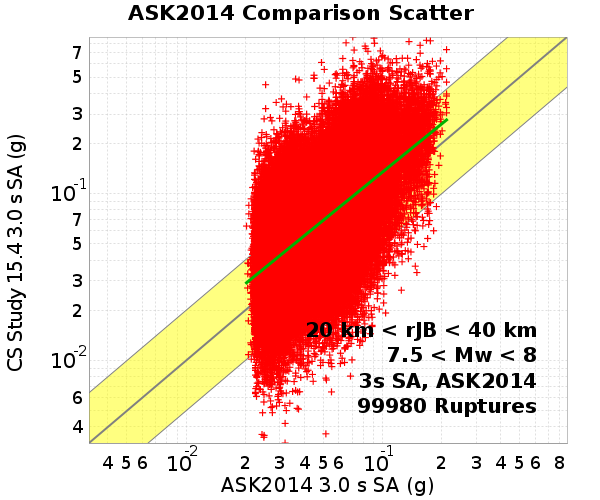 ASK2014 Comparison Scatter
7
5
3
2
10-1
7
5
3
2
10-2
6
4
CS Study 15.4 3.0 s SA (g)
20 km < rJB < 40 km
7.5 < Mw < 8
3s SA, ASK2014
99980 Ruptures
4 5 6 10-2 2 3 4 5 6 10-1 2 3 4 5 6 8
ASK2014 3.0 s SA (g)